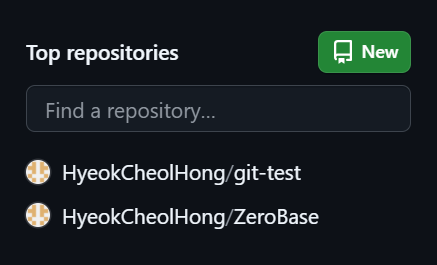 Top repositories
New
Find a repository...
HyeokCheolHong/git-test
HyeokCheolHong/ZeroBase